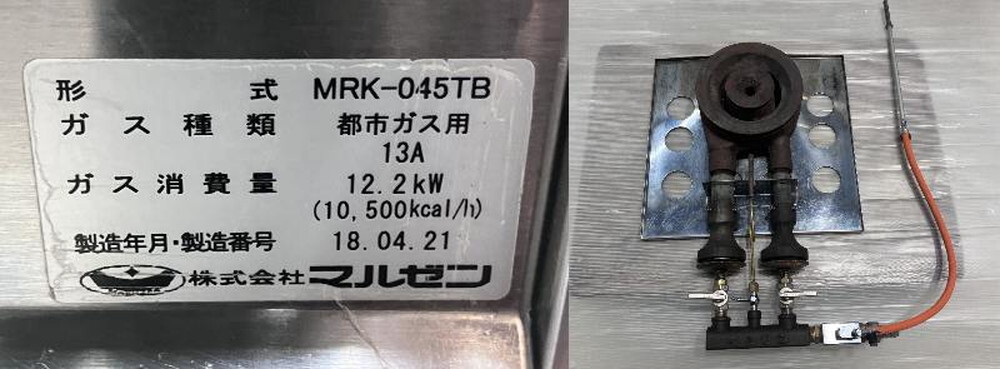 形式 MRK-045TB
ガス種類 都市ガス用
13A
ガス消費量 12.2kW
(10,500kcal/h)
製造年月・製造番号 18.04.21
株式会社マルゼン